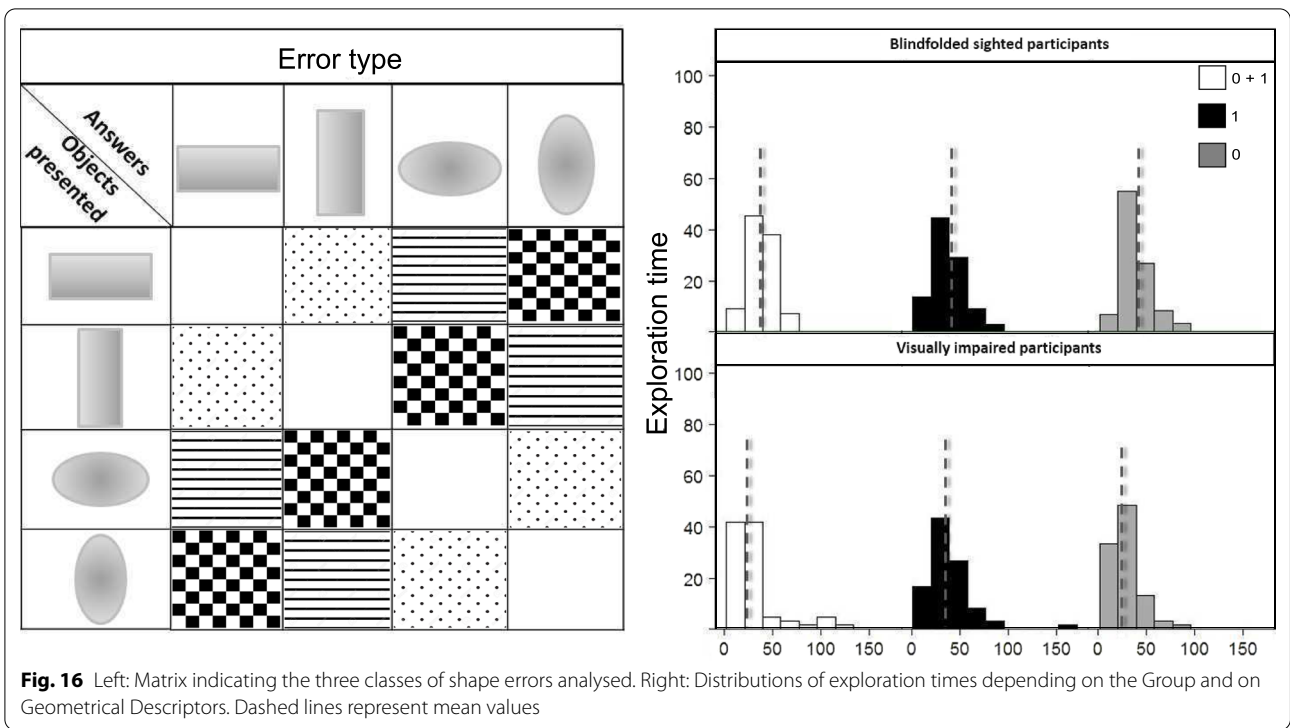 Error type
Answers
Objects
presented
Blindfolded sighted participants
100
80
60
40
20
0 + 1
1
0
Visually impaired participants
100
80
60
40
20
0 50 100 150 0 50 100 150 0 50 100 150
Exploration time
Fig. 16 Left: Matrix indicating the three classes of shape errors analysed. Right: Distributions of exploration times depending on the Group and on
Geometrical Descriptors. Dashed lines represent mean values